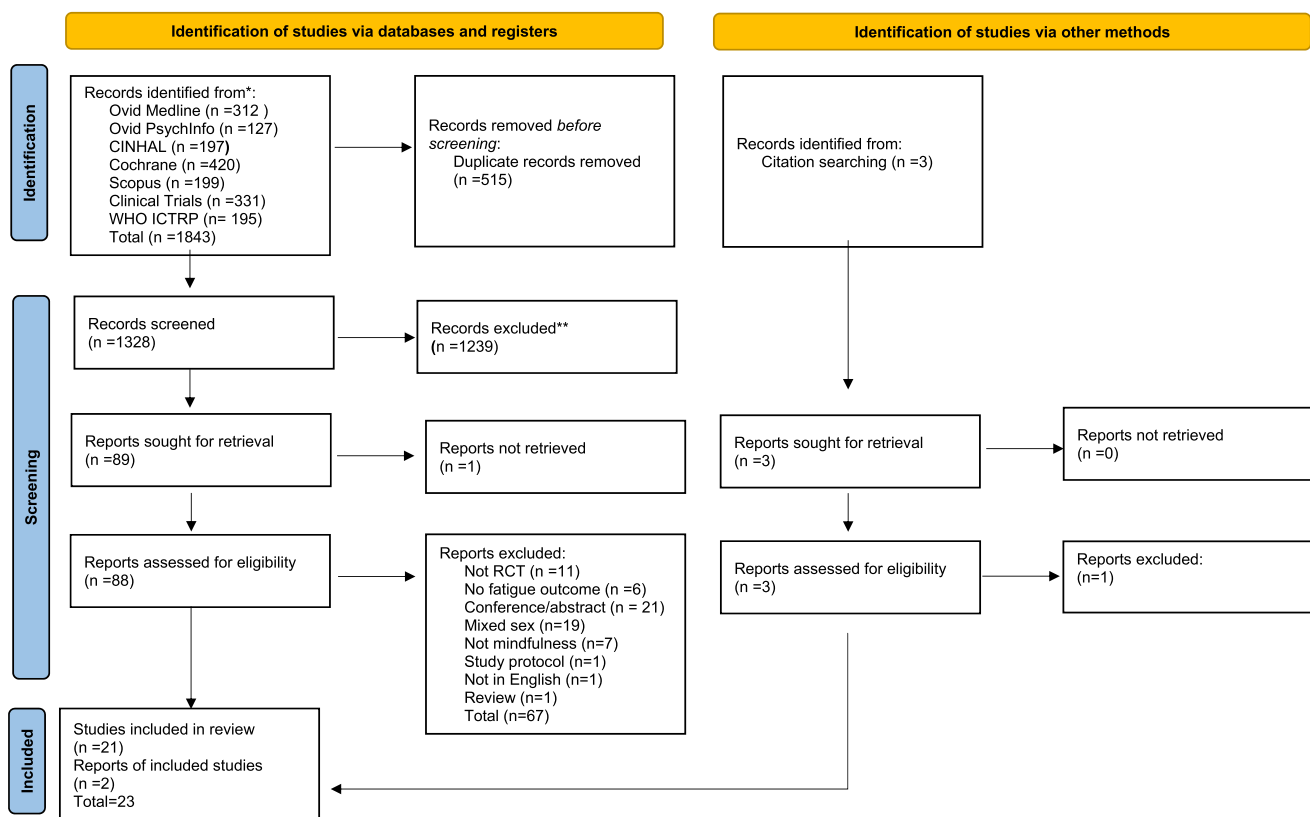 Identification of studies via databases and registers
Identification of studies via other methods
Identification
Records identified from*:
Ovid Medline (n =312 )
Ovid PsychInfo (n =127)
CINHAL (n =197)
Cochrane (n =420)
Scopus (n =199)
Clinical Trials (n =331)
WHO ICTRP (n= 195)
Total (n =1843)
Records removed before
screening:
Duplicate records removed
(n =515)
Records identified from:
Citation searching (n =3)
Screening
Records screened
(n =1328)
Records excluded**
(n =1239)
Reports sought for retrieval
(n =89)
Reports not retrieved
(n =1)
Reports sought for retrieval
(n =3)
Reports not retrieved
(n =0)
Reports assessed for eligibility
(n =88)
Reports excluded:
Not RCT (n =11)
No fatigue outcome (n =6)
Conference/abstract (n = 21)
Mixed sex (n=19)
Not mindfulness (n=7)
Study protocol (n=1)
Not in English (n=1)
Review (n=1)
Total (n=67)
Reports assessed for eligibility
(n =3)
Reports excluded:
(n=1)
Included
Studies included in review
(n =21)
Reports of included studies
(n =2)
Total=23